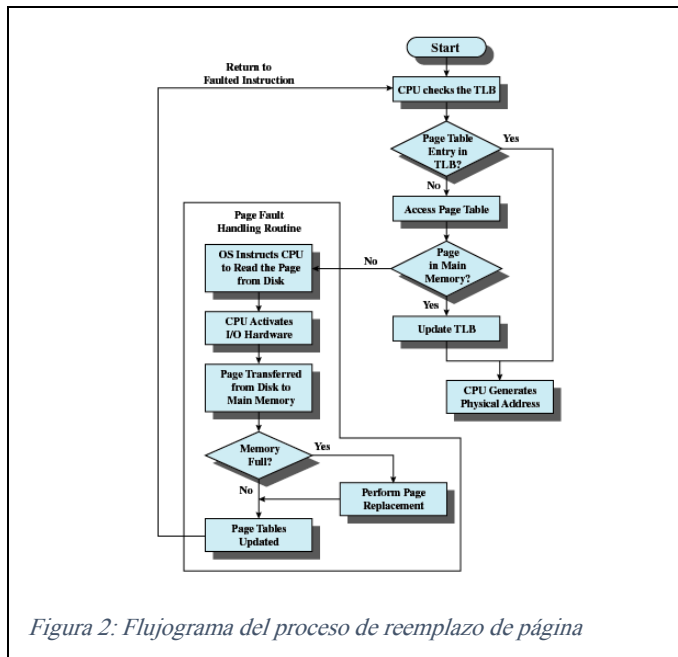 Start
Return to
Faulted Instruction
CPU checks the TLB
Page Table
Entry in
TLB?
Yes
No
Access Page Table
Page Fault
Handling Routine
OS Instructs CPU
to Read the Page
from Disk
No
Page
in Main
Memory?
Yes
CPU Activates
I/O Hardware
Update TLB
Page Transferred
from Disk to
Main Memory
CPU Generates
Physical Address
Memory
Full?
Yes
No
Perform Page
Replacement
Page Tables
Updated
Figura 2: Flujograma del proceso de reemplazo de página